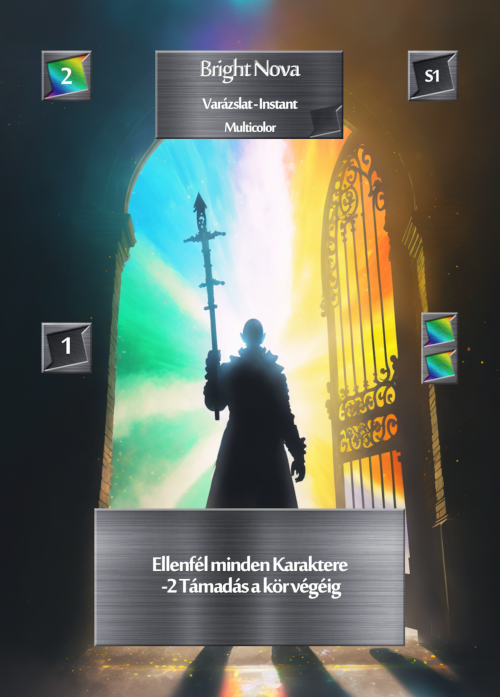 2
Bright Nova
S1
Varázslat - Instant
Multicolor
1
Ellenfél minden Karaktere
-2 Támadás a kör végéig